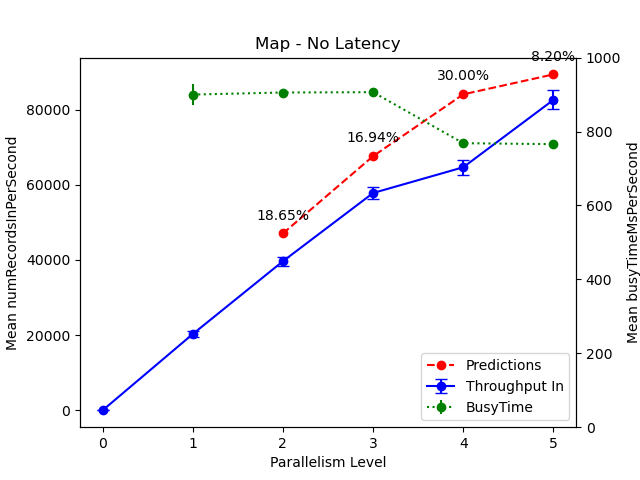 Map - No Latency
8.20%
30.00%
16.94%
18.65%
1000
800
600
400
200
0
80000
60000
40000
20000
0
Mean numRecordsInPerSecond
Mean busyTimeMsPerSecond
Predictions
Throughput In
BusyTime
0 1 2 3 4 5
Parallelism Level